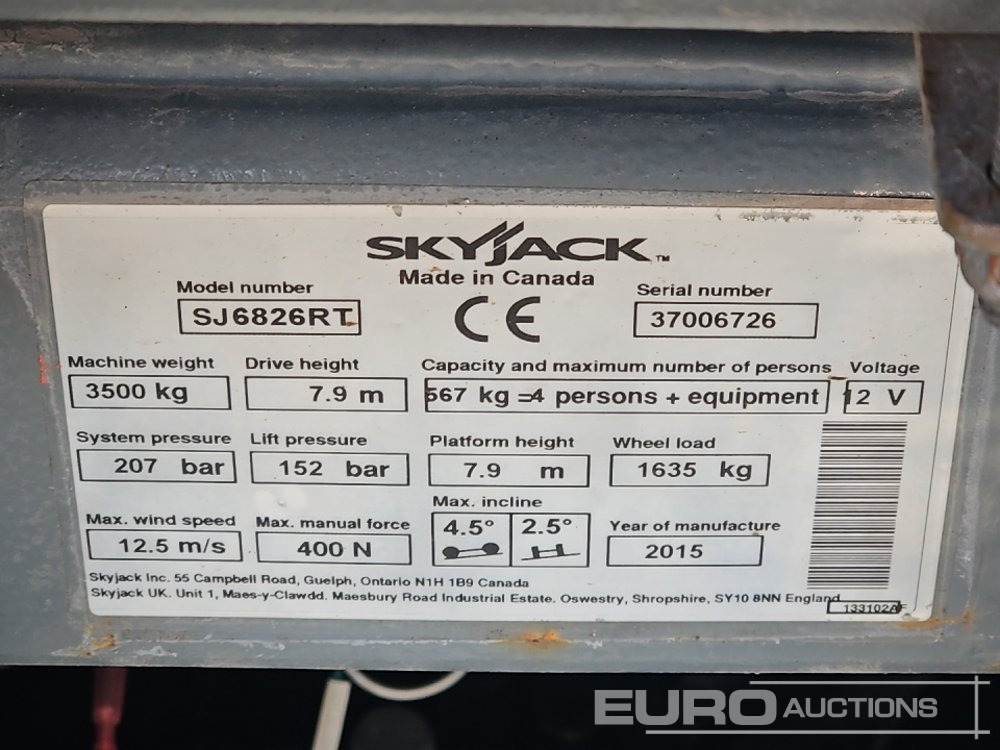 SKYJACK™
Made in Canada
Model number
SJ6826RT
CE
Serial number
37006726
Machine weight
3500 kg
Drive height
7.9 m
Capacity and maximum number of persons
567 kg =4 persons + equipment
Voltage
12 V
System pressure
207 bar
Lift pressure
152 bar
Platform height
7.9 m
Wheel load
1635 kg
Max. wind speed
12.5 m/s
Max. manual force
400 N
Max. incline
4.5° 2.5°
Year of manufacture
2015
Skyjack Inc. 55 Campbell Road, Guelph, Ontario N1H 1B9 Canada
Skyjack UK. Unit 1, Maes-y-Clawdd. Maesbury Road Industrial Estate. Oswestry, Shropshire, SY10 8NN England
133102AF
EURO AUCTIONS